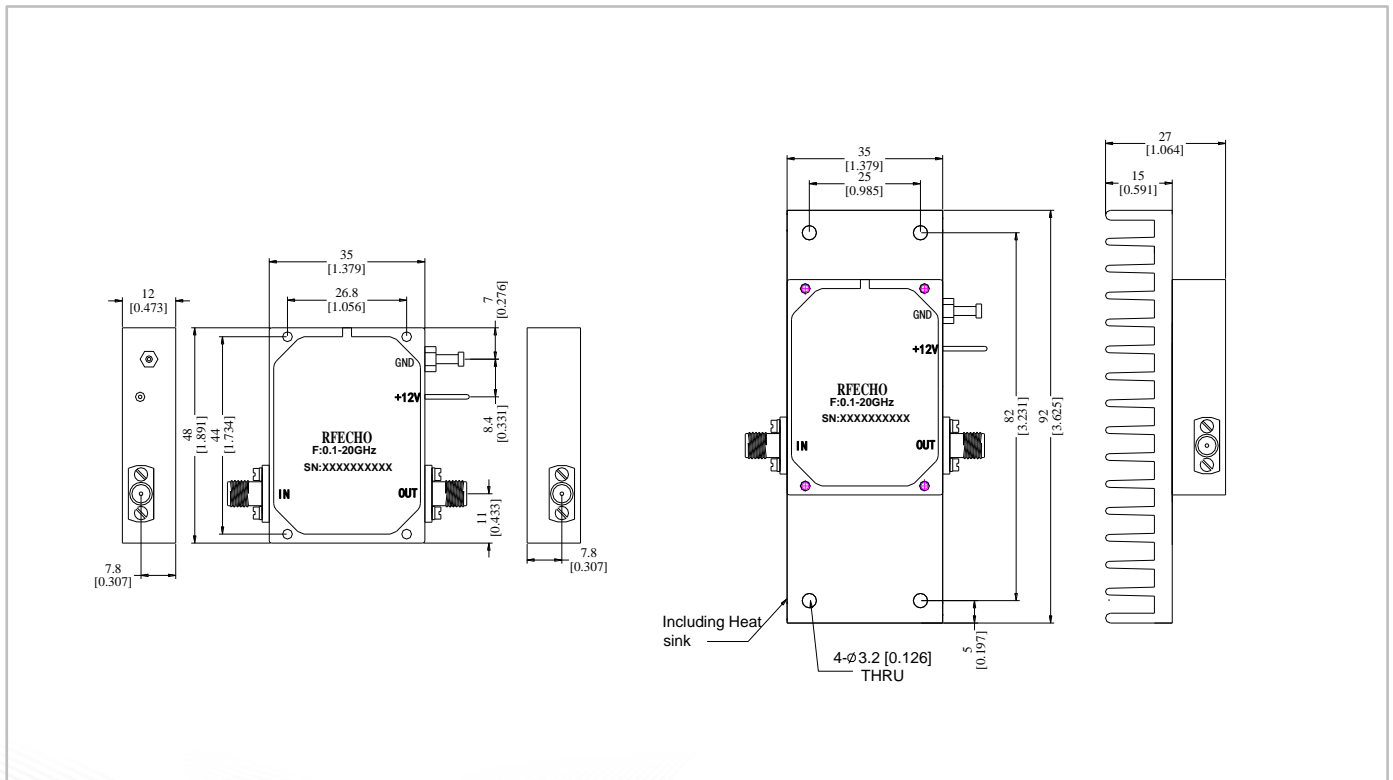 12
[0.473]
48
[1.891]
44
[1.734]
7.8
[0.307]
35
[1.379]
26.8
[1.056]
7
[0.276]
GND
+12V
8.4
[0.331]
RFECHO
F:0.1-20GHz
SN:XXXXXXXXXX
IN
OUT
11
[0.433]
7.8
[0.307]
35
[1.379]
25
[0.985]
GND
+12V
RFECHO
F:0.1-20GHz
SN:XXXXXXXXXX
IN
OUT
82
[3.231]
92
[3.625]
5
[0.197]
Including Heat
sink
4-Ø3.2 [0.126]
THRU
27
[1.064]
15
[0.591]